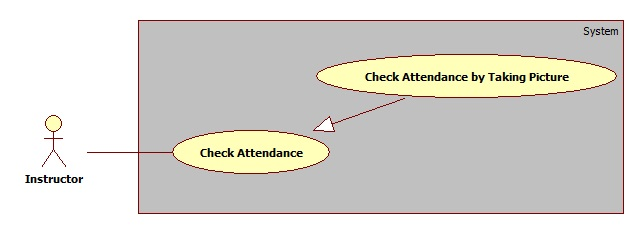 System
Check Attendance by Taking Picture
Check Attendance
Instructor